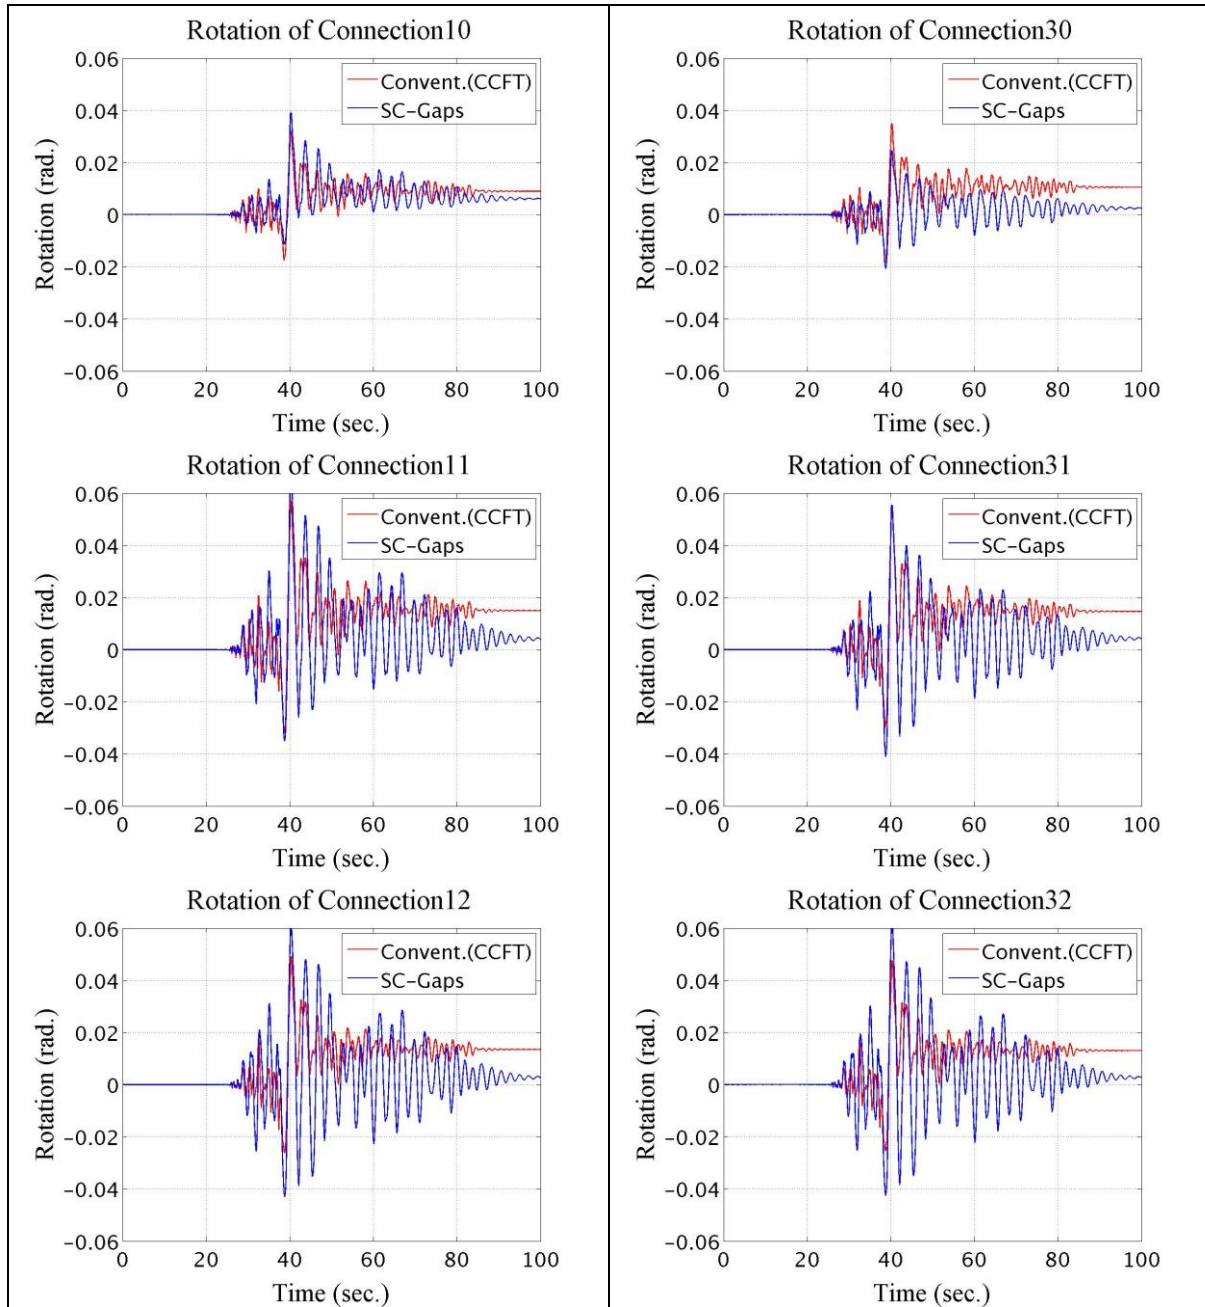 Rotation of Connection10
0.06
0.04
0.02
0
−0.02
−0.04
−0.06
Rotation (rad.)
Convent.(CCFT)
SC−Gaps
0 20 40 60 80 100
Time (sec.)
Rotation of Connection30
0.06
0.04
0.02
0
−0.02
−0.04
−0.06
Rotation (rad.)
Convent.(CCFT)
SC−Gaps
0 20 40 60 80 100
Time (sec.)
Rotation of Connection11
0.06
0.04
0.02
0
−0.02
−0.04
−0.06
Rotation (rad.)
Convent.(CCFT)
SC−Gaps
0 20 40 60 80 100
Time (sec.)
Rotation of Connection31
0.06
0.04
0.02
0
−0.02
−0.04
−0.06
Rotation (rad.)
Convent.(CCFT)
SC−Gaps
0 20 40 60 80 100
Time (sec.)
Rotation of Connection12
0.06
0.04
0.02
0
−0.02
−0.04
−0.06
Rotation (rad.)
Convent.(CCFT)
SC−Gaps
0 20 40 60 80 100
Time (sec.)
Rotation of Connection32
0.06
0.04
0.02
0
−0.02
−0.04
−0.06
Rotation (rad.)
Convent.(CCFT)
SC−Gaps
0 20 40 60 80 100
Time (sec.)